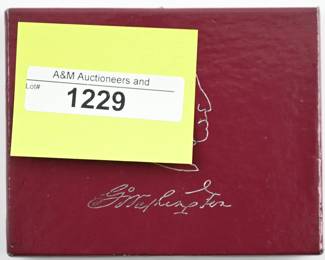 A&M Auctioneers and
Lot#
1229
G Washington